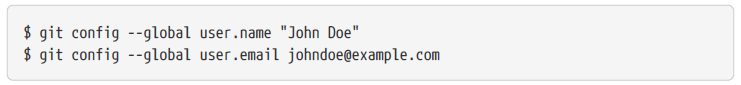 $ git config --global user.name "John Doe"
$ git config --global user.email johndoe@example.com